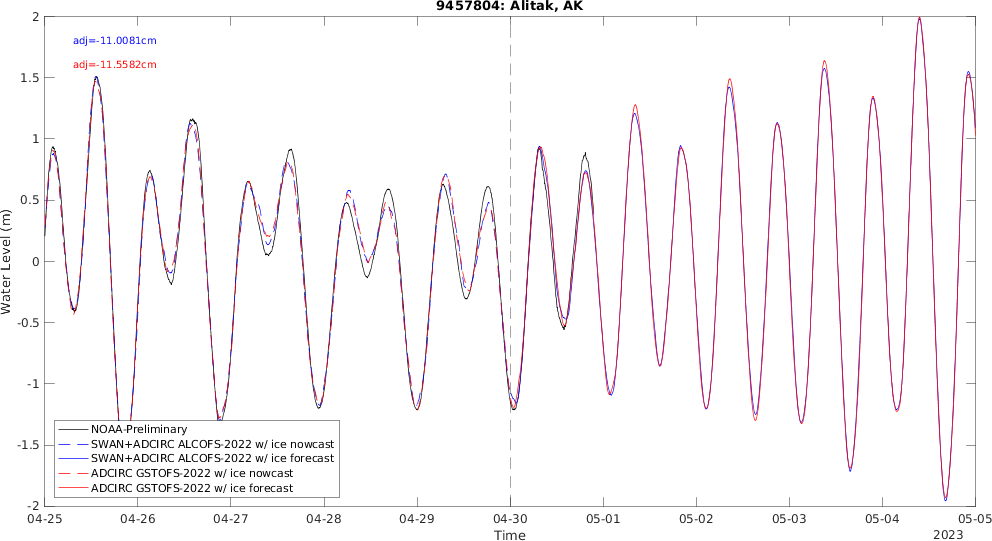 9457804: Alitak, AK
2
adj=-11.0081cm
adj=-11.5582cm
1.5
1
0.5
0
-0.5
-1
-1.5
-2
Water Level (m)
NOAA-Preliminary
SWAN+ADCIRC ALCOFS-2022 w/ ice nowcast
SWAN+ADCIRC ALCOFS-2022 w/ ice forecast
ADCIRC GSTOFS-2022 w/ ice nowcast
ADCIRC GSTOFS-2022 w/ ice forecast
04-25 04-26 04-27 04-28 04-29 04-30 05-01 05-02 05-03 05-04 05-05
Time
2023